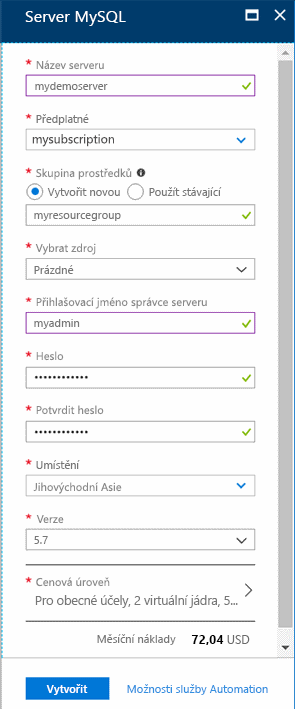 Server MySQL
* Název serveru
mydemoserver
* Předplatné
mysubscription
* Skupina prostředků
Vytvořit novou Použít stávající
myresourcegroup
* Vybrat zdroj
Prázdné
* Přihlašovací jméno správce serveru
myadmin
* Heslo
••••••••••••
* Potvrdit heslo
••••••••••••
* Umístění
Jihovýchodní Asie
* Verze
5.7
* Cenová úroveň
Pro obecné účely, 2 virtuální jádra, 5...
Měsíční náklady 72,04 USD
Vytvořit Možnosti služby Automation